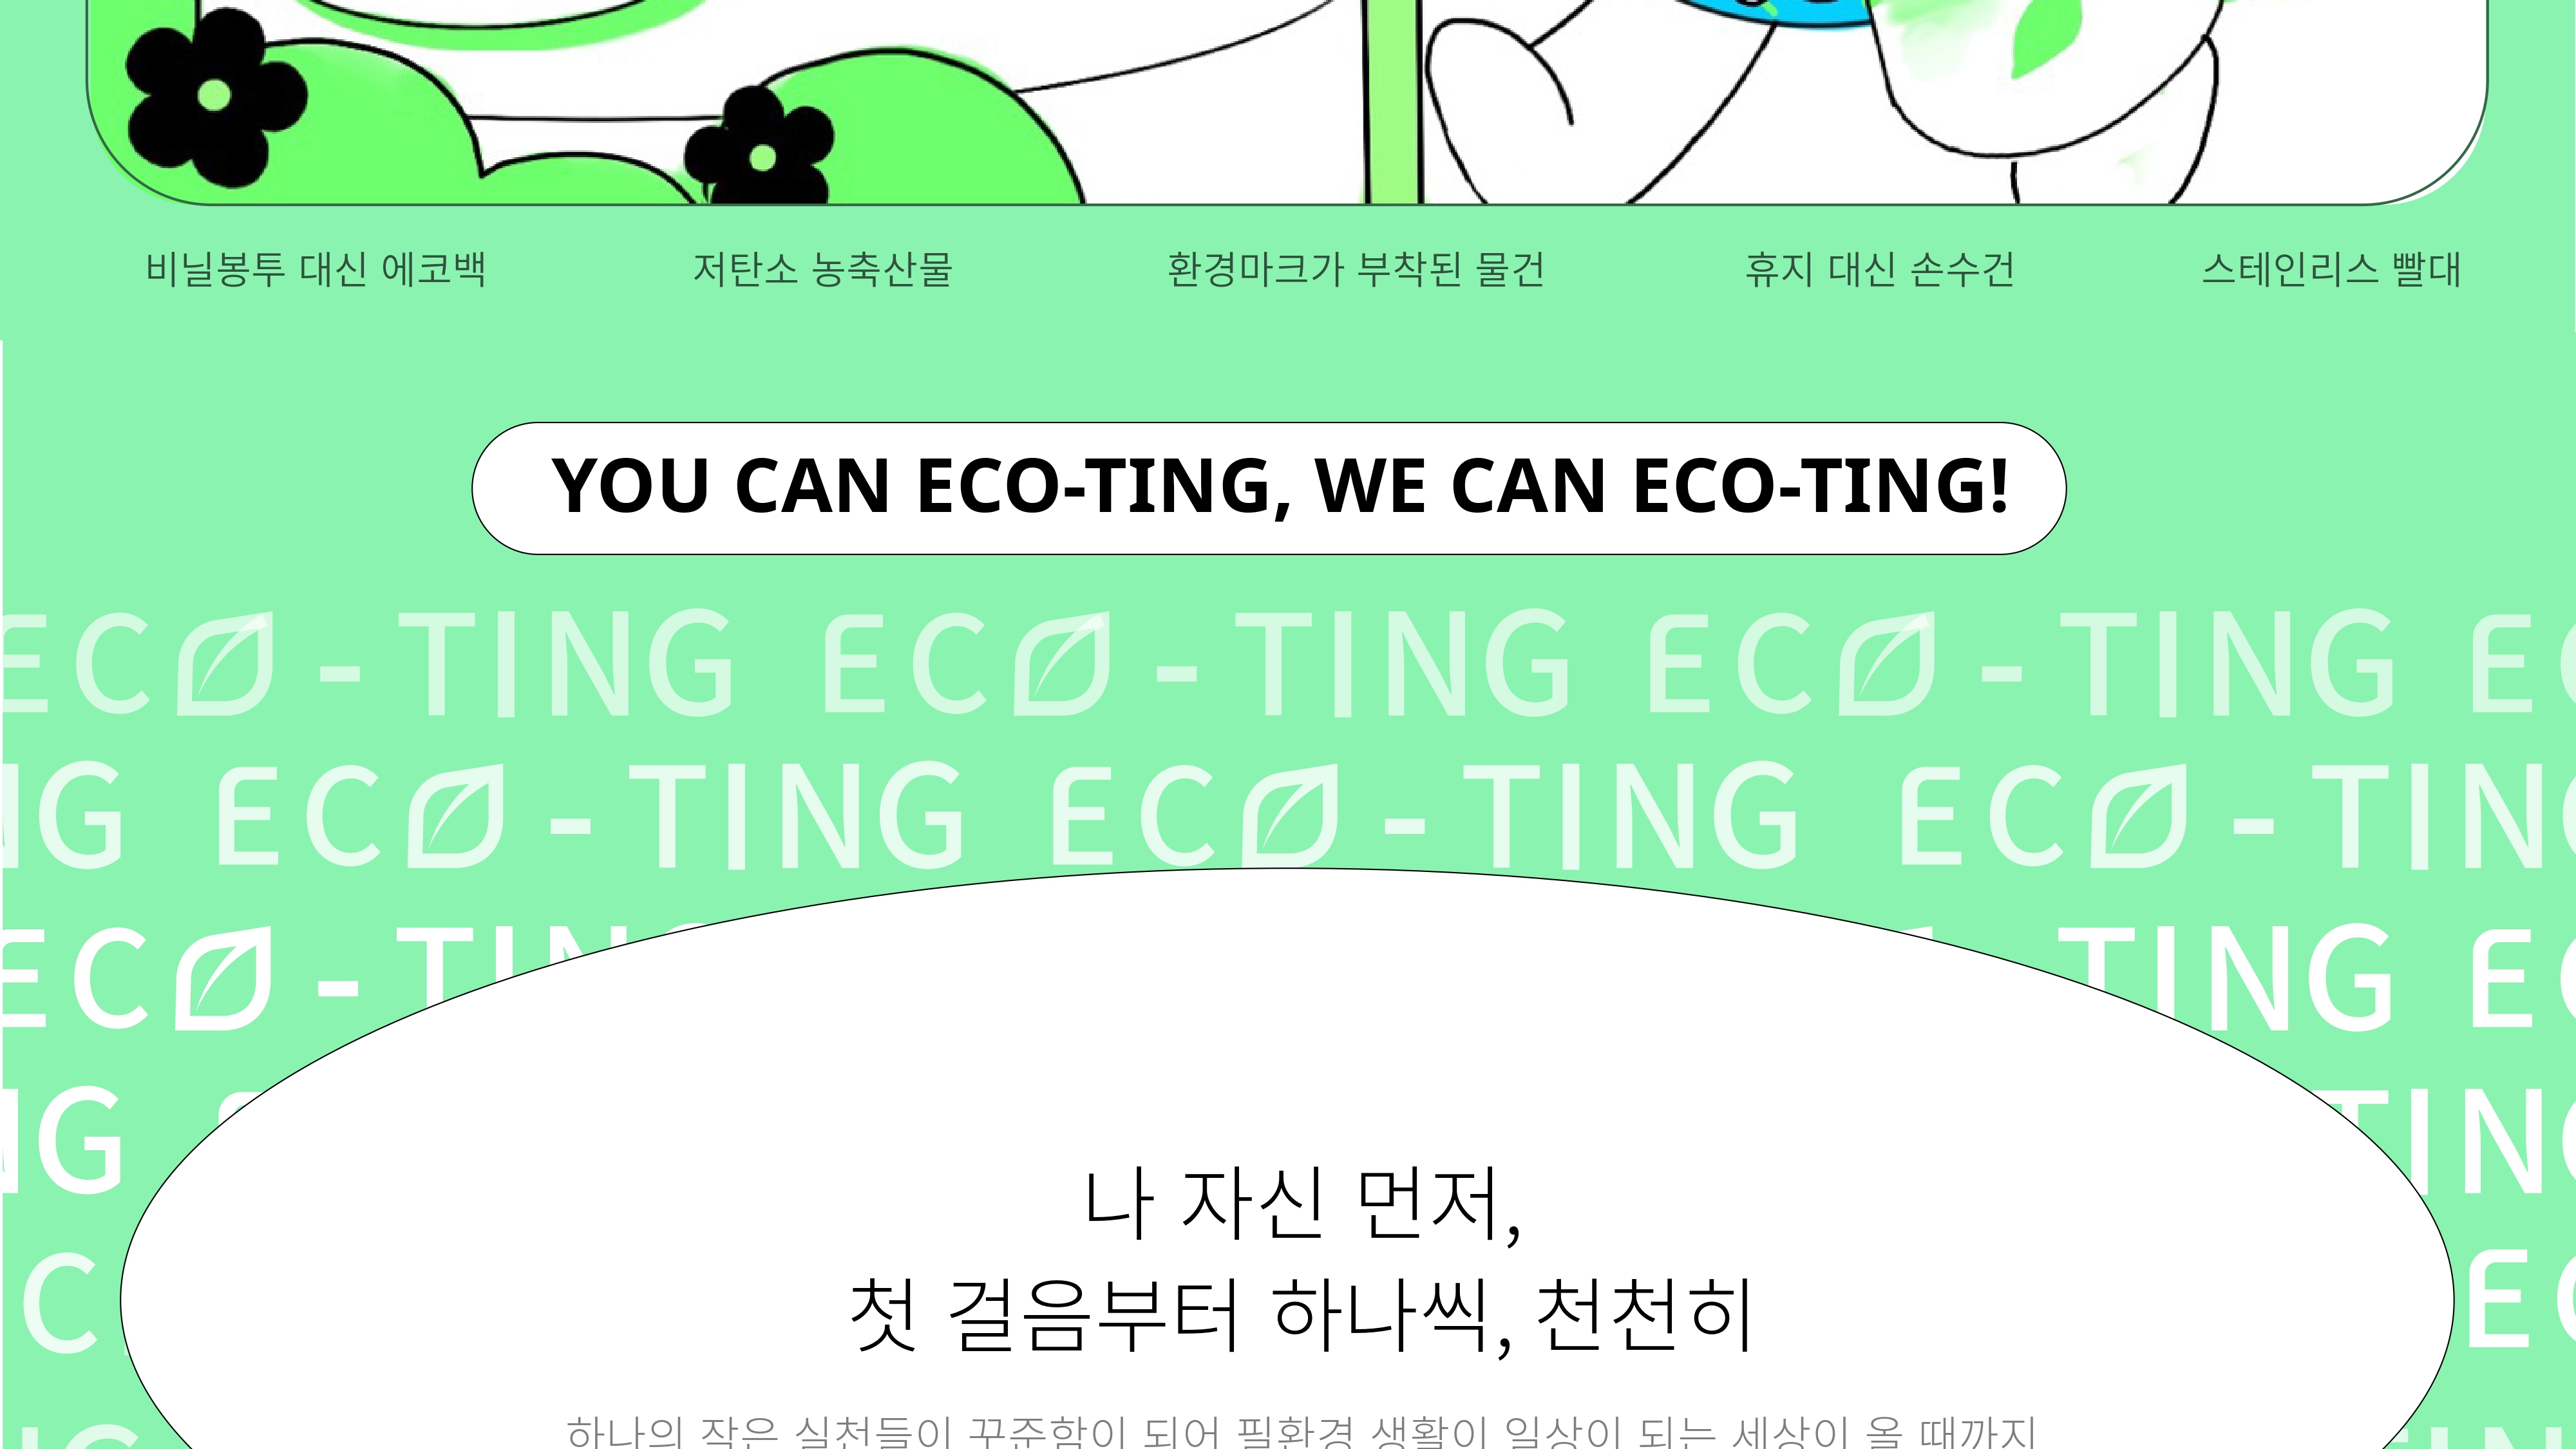 비닐봉투 대신 에코백 저탄소 농축산물 환경마크가 부착된 물건 휴지 대신 손수건 스테인리스 빨대
YOU CAN ECO-TING, WE CAN ECO-TING!
ECO - TING ECO - TING ECO - TING EC
NG ECO - TING ECO - TING ECO - TING
ECO - TING TING EC
NG TING
C EC
나 자신 먼저,
첫 걸음부터 하나씩, 천천히
하나의 작은 실천들이 꾸준함이 되어 필환경 생활이 일상이 되는 세상이 올 때까지